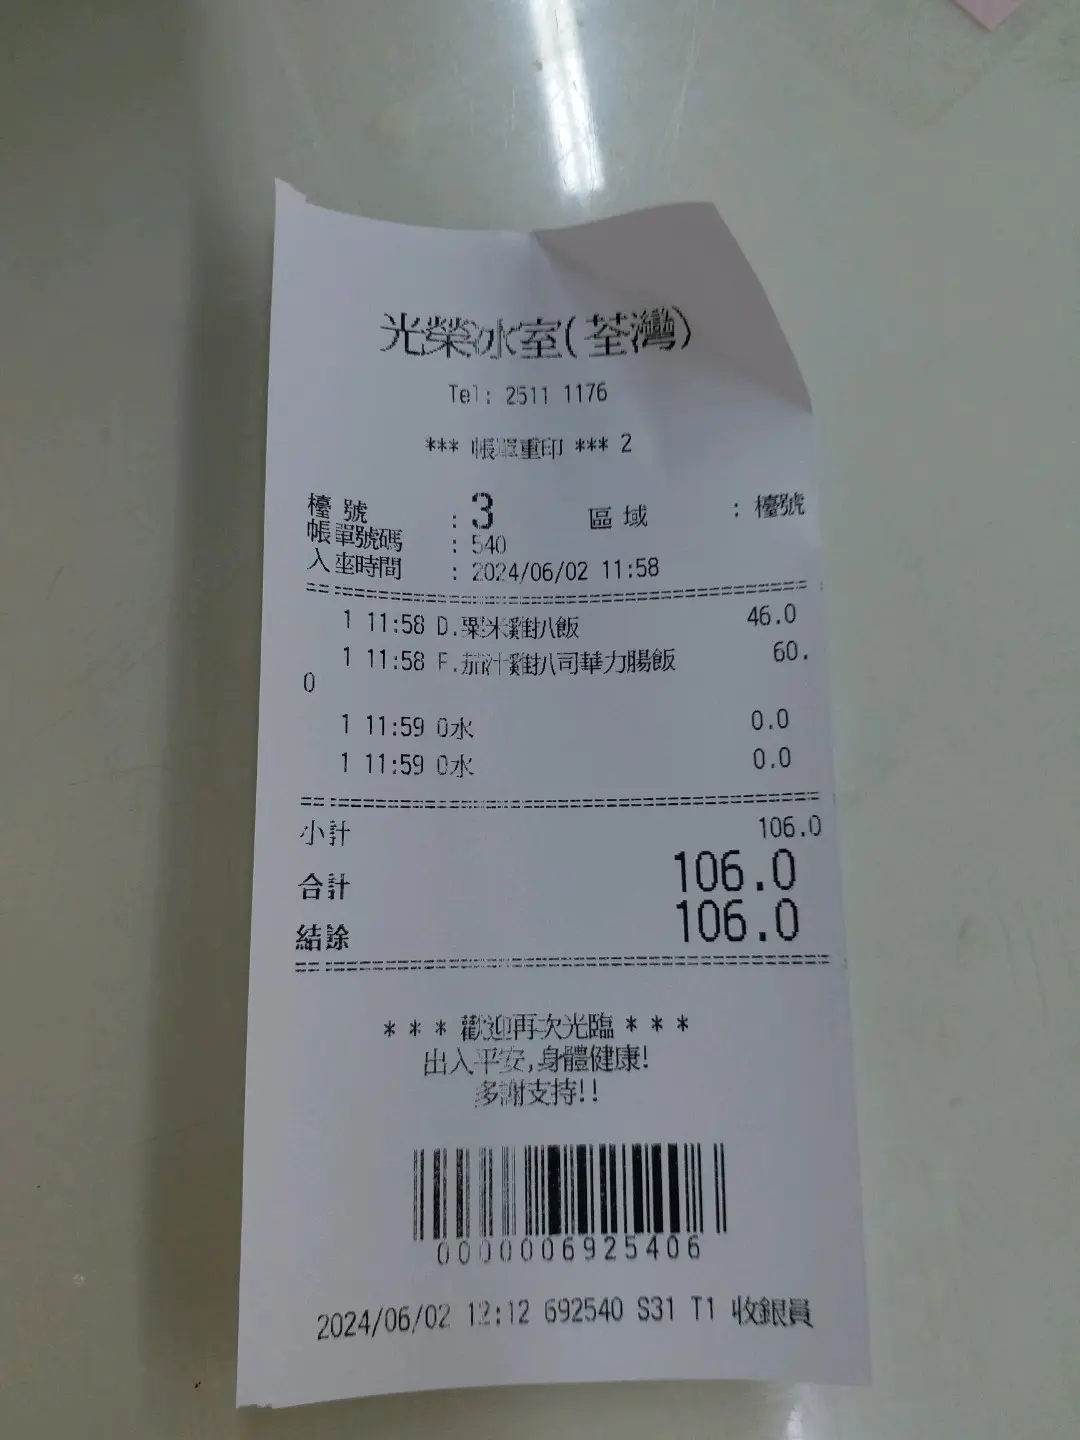 光榮冰室(荃灣)
Tel: 2511 1176
*** 帳單重印 *** 2
檯號 : 3 區域 : 檯號
帳單號碼 : 540
入座時間 : 2024/06/02 11:58
1 11:58 D.粟米雞扒飯 46.0
1 11:58 F.茄汁雞扒司華力腸飯 60.
0
1 11:59 0水 0.0
1 11:59 0水 0.0
小計 106.0
合計 106.0
結餘 106.0
* * * 歡迎再次光臨 * * *
出入平安,身體健康!
多謝支持!!
0000006925406
2024/06/02 12:12 692540 S31 T1 收銀員